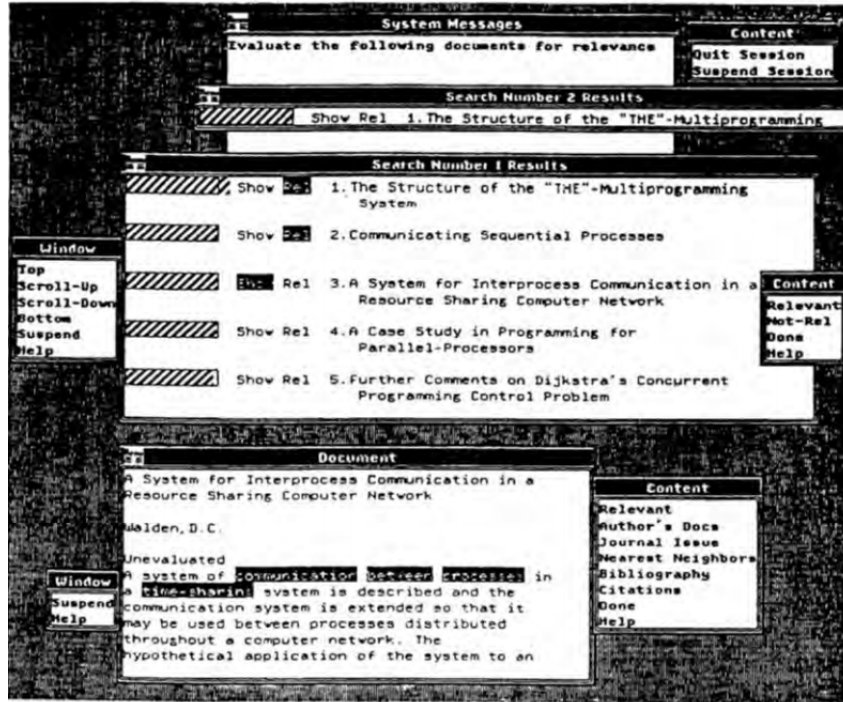 System Messages
Evaluate the following documents for relevance
Content
Quit Session
Suspend Session
Search Number 2 Results
Show Rel 1.The Structure of the "THE"-Multiprogramming
Search Number 1 Results
Show Rel 1.The Structure of the "THE"-Multiprogramming
System
Show Rel 2.Communicating Sequential Processes
Show Rel 3.A System for Interprocess Communication in a
Resource Sharing Computer Network
Show Rel 4.A Case Study in Programming for
Parallel-Processors
Show Rel 5.Further Comments on Dijkstra's Concurrent
Programming Control Problem
Window
Top
Scroll-Up
Scroll-Down
Bottom
Suspend
Help
Content
Relevant
Not-Rel
Done
Help
Document
A System for Interprocess Communication in a
Resource Sharing Computer Network
Walden,D.C.
Unevaluated
A system of communication between processes in
a time-sharing system is described and the
communication system is extended so that it
may be used between processes distributed
throughout a computer network. The
hypothetical application of the system to an
Window
Suspend
Help
Content
Relevant
Author's Docs
Journal Issue
Nearest Neighbors
Bibliography
Citations
Done
Help